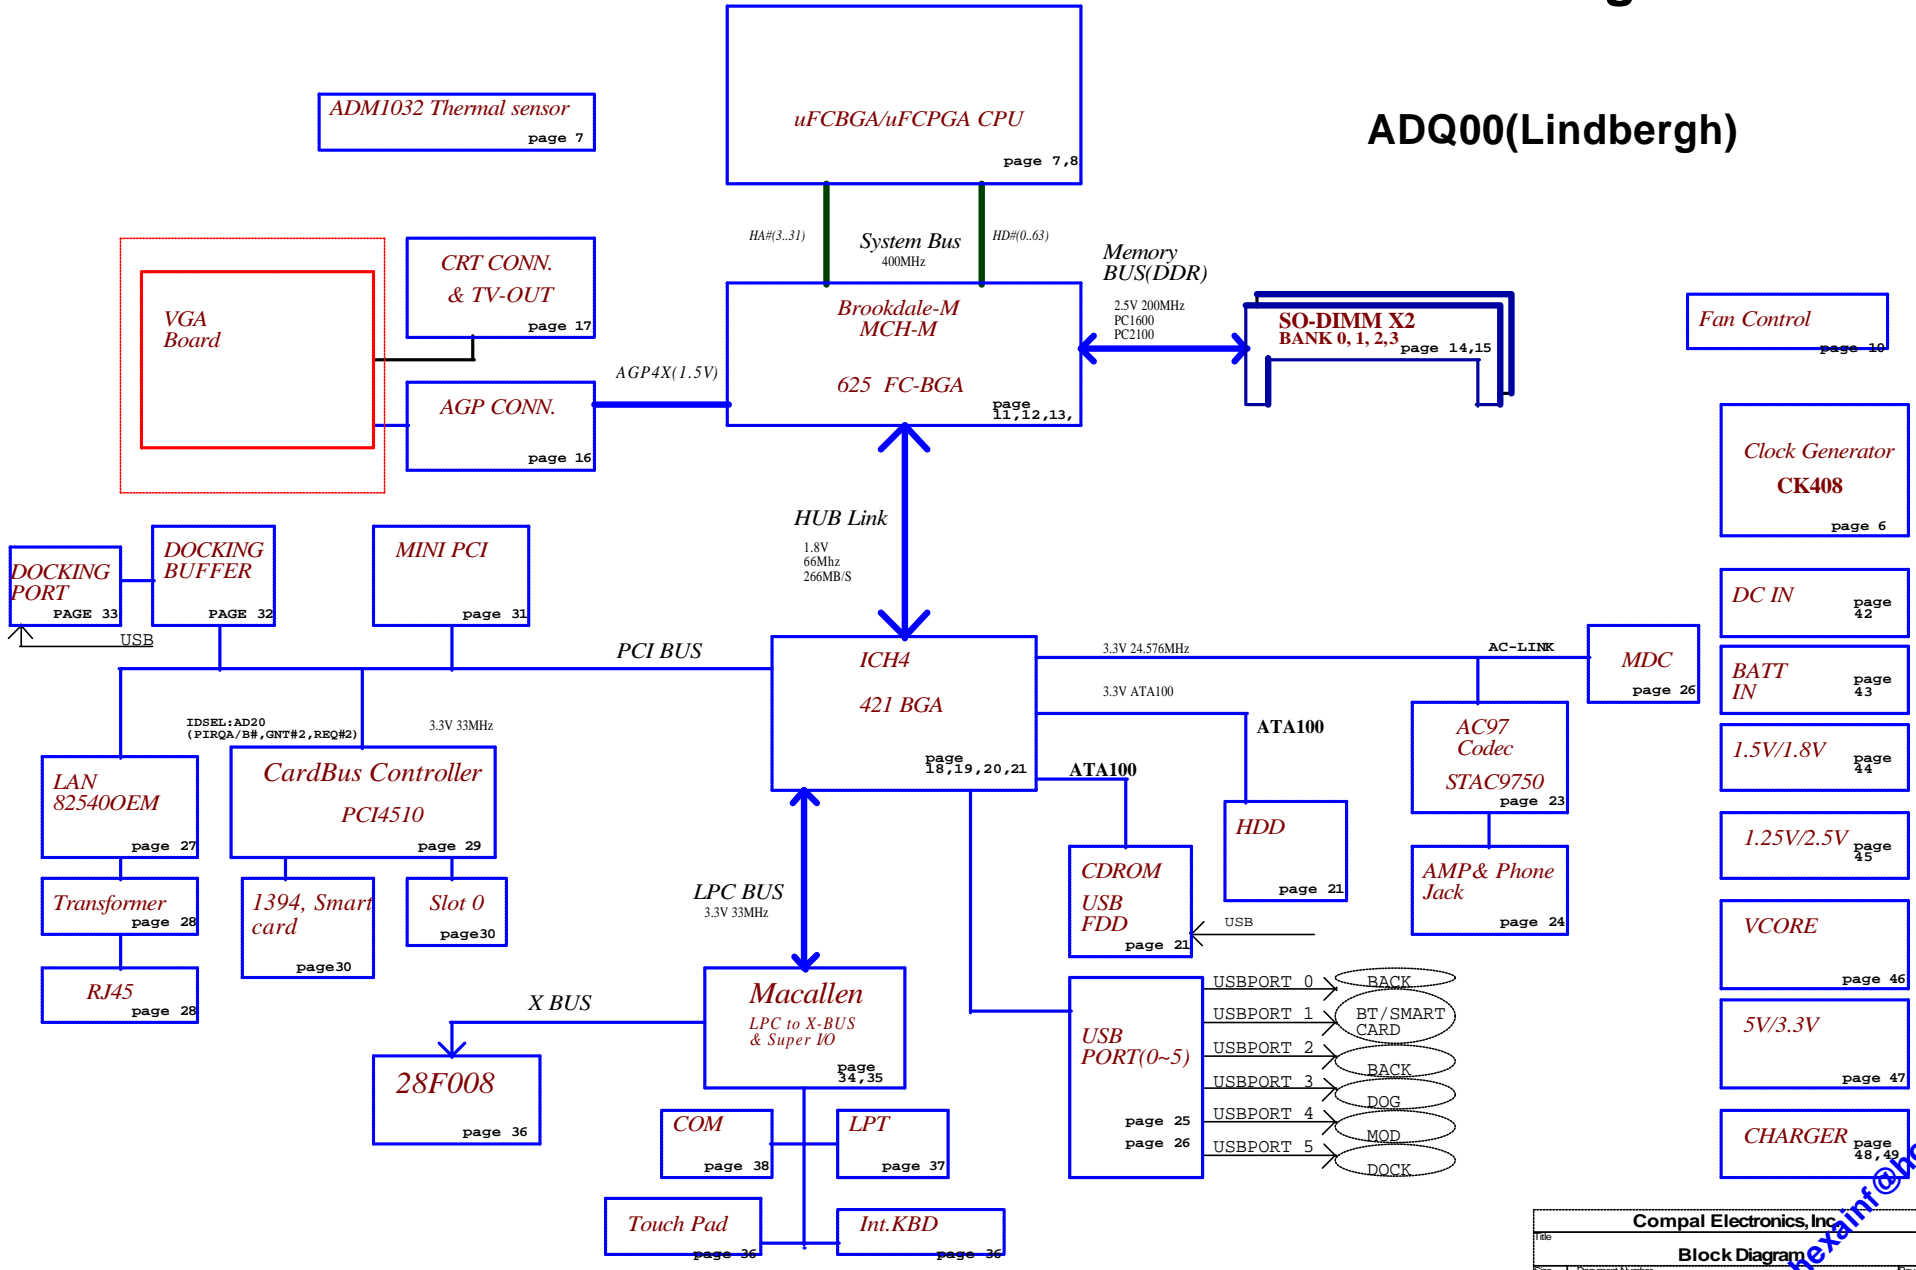 ADQ00(Lindbergh)
ADM1032 Thermal sensor
page 7
uFCBGA/uFCPGA CPU
page 7,8
HA#(3..31)
System Bus
400MHz
HD#(0..63)
Memory
BUS(DDR)
2.5V 200MHz
PC1600
PC2100
VGA
Board
CRT CONN.
& TV-OUT
page 17
AGP CONN.
page 16
AGP4X(1.5V)
Brookdale-M
MCH-M
625 FC-BGA
page
11,12,13,
SO-DIMM X2
BANK 0, 1, 2,3
page 14,15
Fan Control
page 10
Clock Generator
CK408
page 6
HUB Link
1.8V
66Mhz
266MB/S
DOCKING
PORT
PAGE 33
USB
DOCKING
BUFFER
PAGE 32
MINI PCI
page 31
PCI BUS
ICH4
421 BGA
page
18,19,20,21
3.3V 24.576MHz
AC-LINK
MDC
page 26
3.3V ATA100
ATA100
ATA100
DC IN
page
42
BATT
IN
page
43
1.5V/1.8V
page
44
1.25V/2.5V
page
45
VCORE
page 46
5V/3.3V
page 47
CHARGER
page
48,49
IDSEL:AD20
(PIRQA/B#,GNT#2,REQ#2)
3.3V 33MHz
LAN
82540OEM
page 27
CardBus Controller
PCI4510
page 29
AC97
Codec
STAC9750
page 23
HDD
page 21
CDROM
USB
FDD
page 21
USB
AMP& Phone
Jack
page 24
Transformer
page 28
1394, Smart
card
page30
Slot 0
page30
RJ45
page 28
LPC BUS
3.3V 33MHz
X BUS
Macallen
LPC to X-BUS
& Super I/O
page
34,35
28F008
page 36
USB
PORT(0~5)
page 25
page 26
USBPORT 0
BACK
USBPORT 1
BT/SMART
CARD
USBPORT 2
BACK
USBPORT 3
DOG
USBPORT 4
MOD
USBPORT 5
DOCK
COM
page 38
LPT
page 37
Touch Pad
page 36
Int.KBD
page 36
Compal Electronics, Inc.
Title
Block Diagram